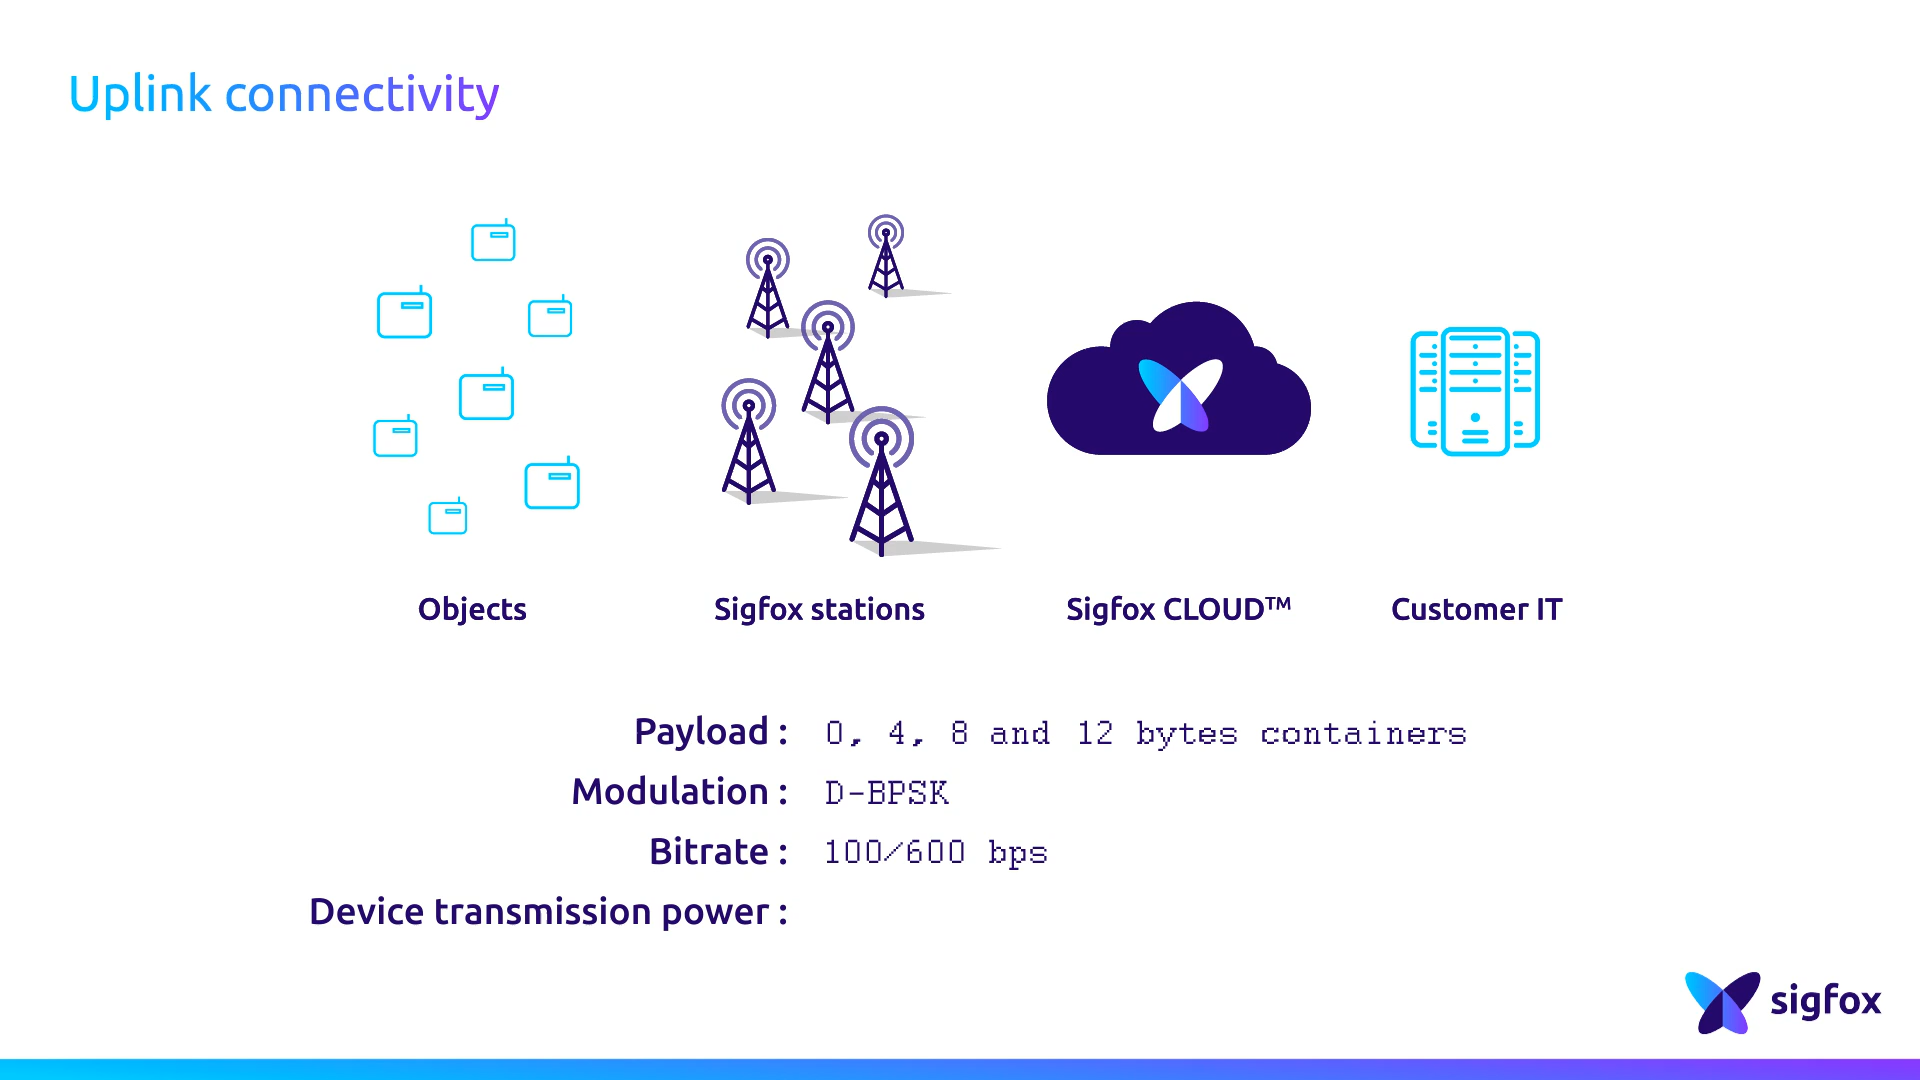 Uplink connectivity
Objects
Sigfox stations
Sigfox CLOUD™
Customer IT
Payload : 0, 4, 8 and 12 bytes containers
Modulation : D-BPSK
Bitrate : 100/600 bps
Device transmission power :
sigfox